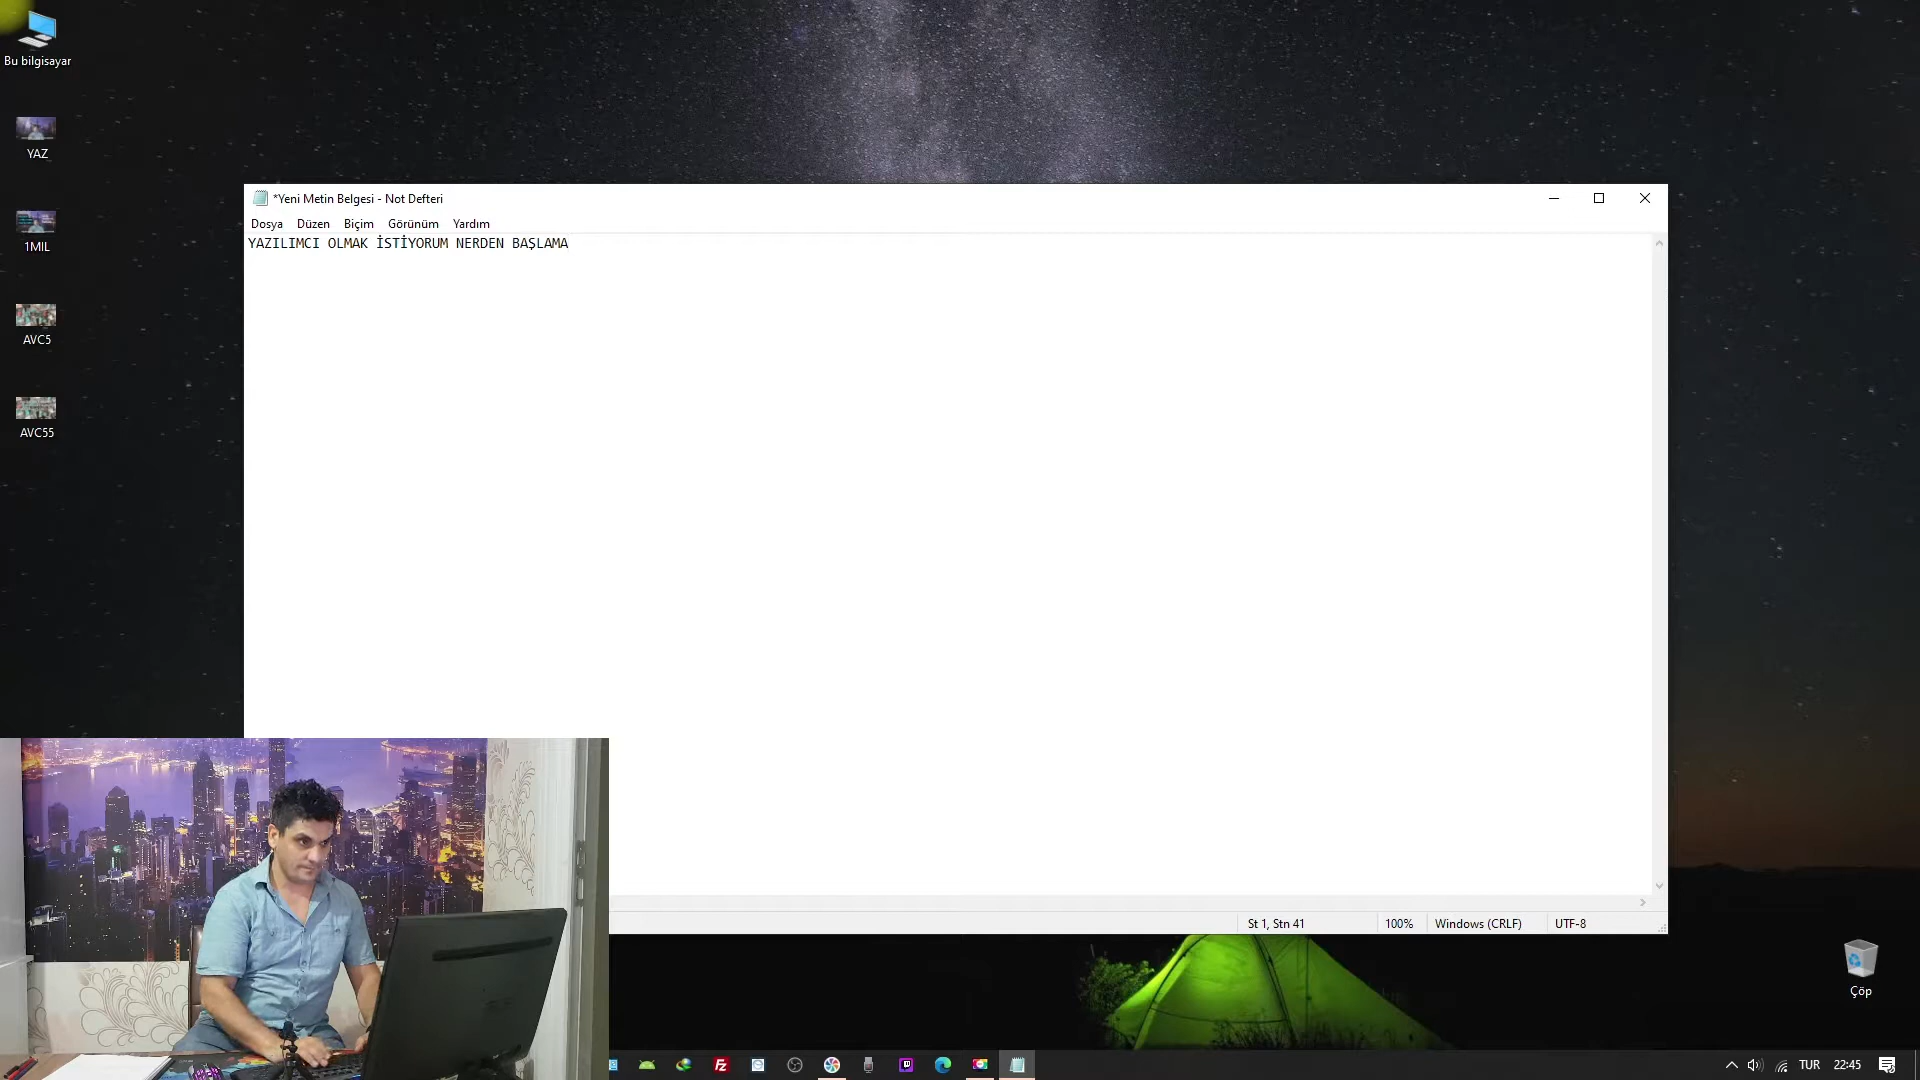 Bu bilgisayar
YAZ
1MIL
AVC5
AVC55
*Yeni Metin Belgesi - Not Defteri
Dosya Düzen Biçim Görünüm Yardım
YAZILIMCI OLMAK İSTİYORUM NERDEN BAŞLAMA
St 1, Stn 41 100% Windows (CRLF) UTF-8
Çöp
TUR 22:45